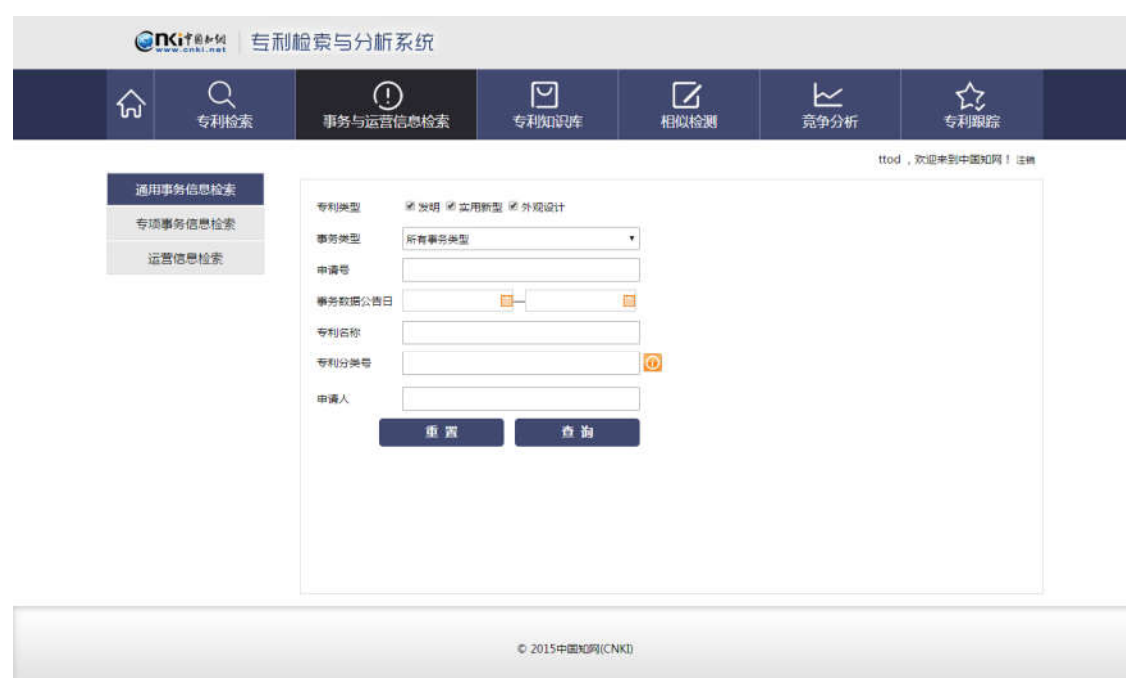 cnki中国知网 专利检索与分析系统
www.cnki.net
专利检索 事务与运营信息检索 专利知识库 相似检测 竞争分析 专利跟踪
ttod ，欢迎来到中国知网！ 注销
通用事务信息检索
专项事务信息检索
运营信息检索
专利类型 发明 实用新型 外观设计
事务类型 所有事务类型
申请号
事务数据公告日 —
专利名称
专利分类号
申请人
重 置 查 询
© 2015中国知网(CNKI)